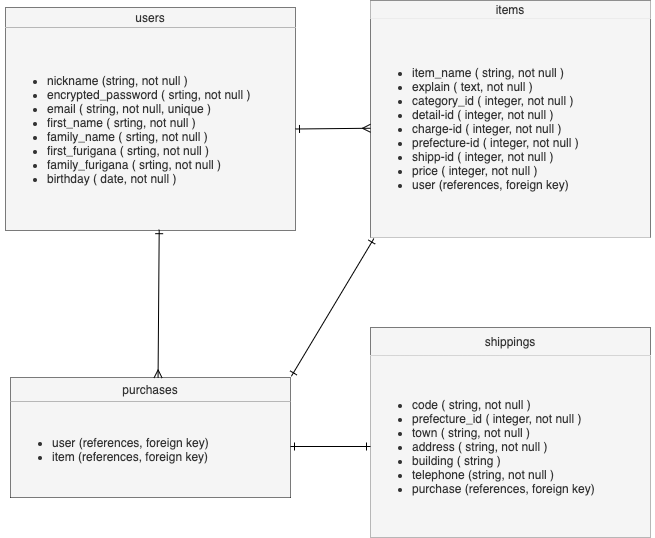 users
nickname (string, not null )
encrypted_password ( srting, not null )
email ( string, not null, unique )
first_name ( srting, not null )
family_name ( srting, not null )
first_furigana ( srting, not null )
family_furigana ( srting, not null )
birthday ( date, not null )
items
item_name ( string, not null )
explain ( text, not null )
category_id ( integer, not null )
detail-id ( integer, not null )
charge-id ( integer, not null )
prefecture-id ( integer, not null )
shipp-id ( integer, not null )
price ( integer, not null )
user (references, foreign key)
purchases
user (references, foreign key)
item (references, foreign key)
shippings
code ( string, not null )
prefecture_id ( integer, not null )
town ( string, not null )
address ( string, not null )
building ( string )
telephone (string, not null )
purchase (references, foreign key)